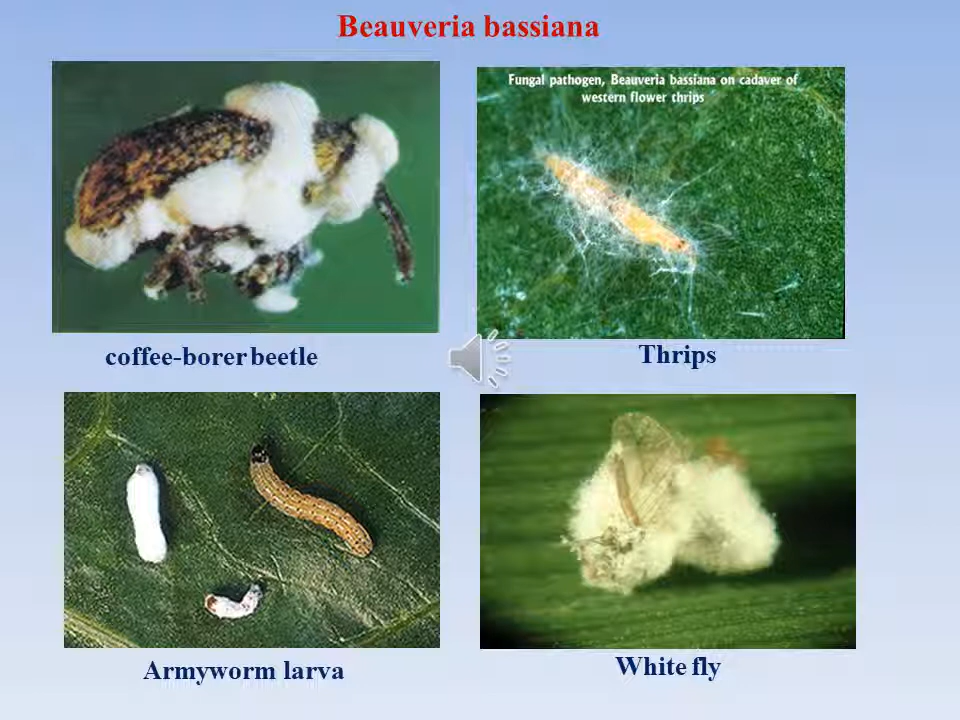 Beauveria bassiana
Fungal pathogen, Beauveria bassiana on cadaver of
western flower thrips
coffee-borer beetle
Thrips
Armyworm larva
White fly